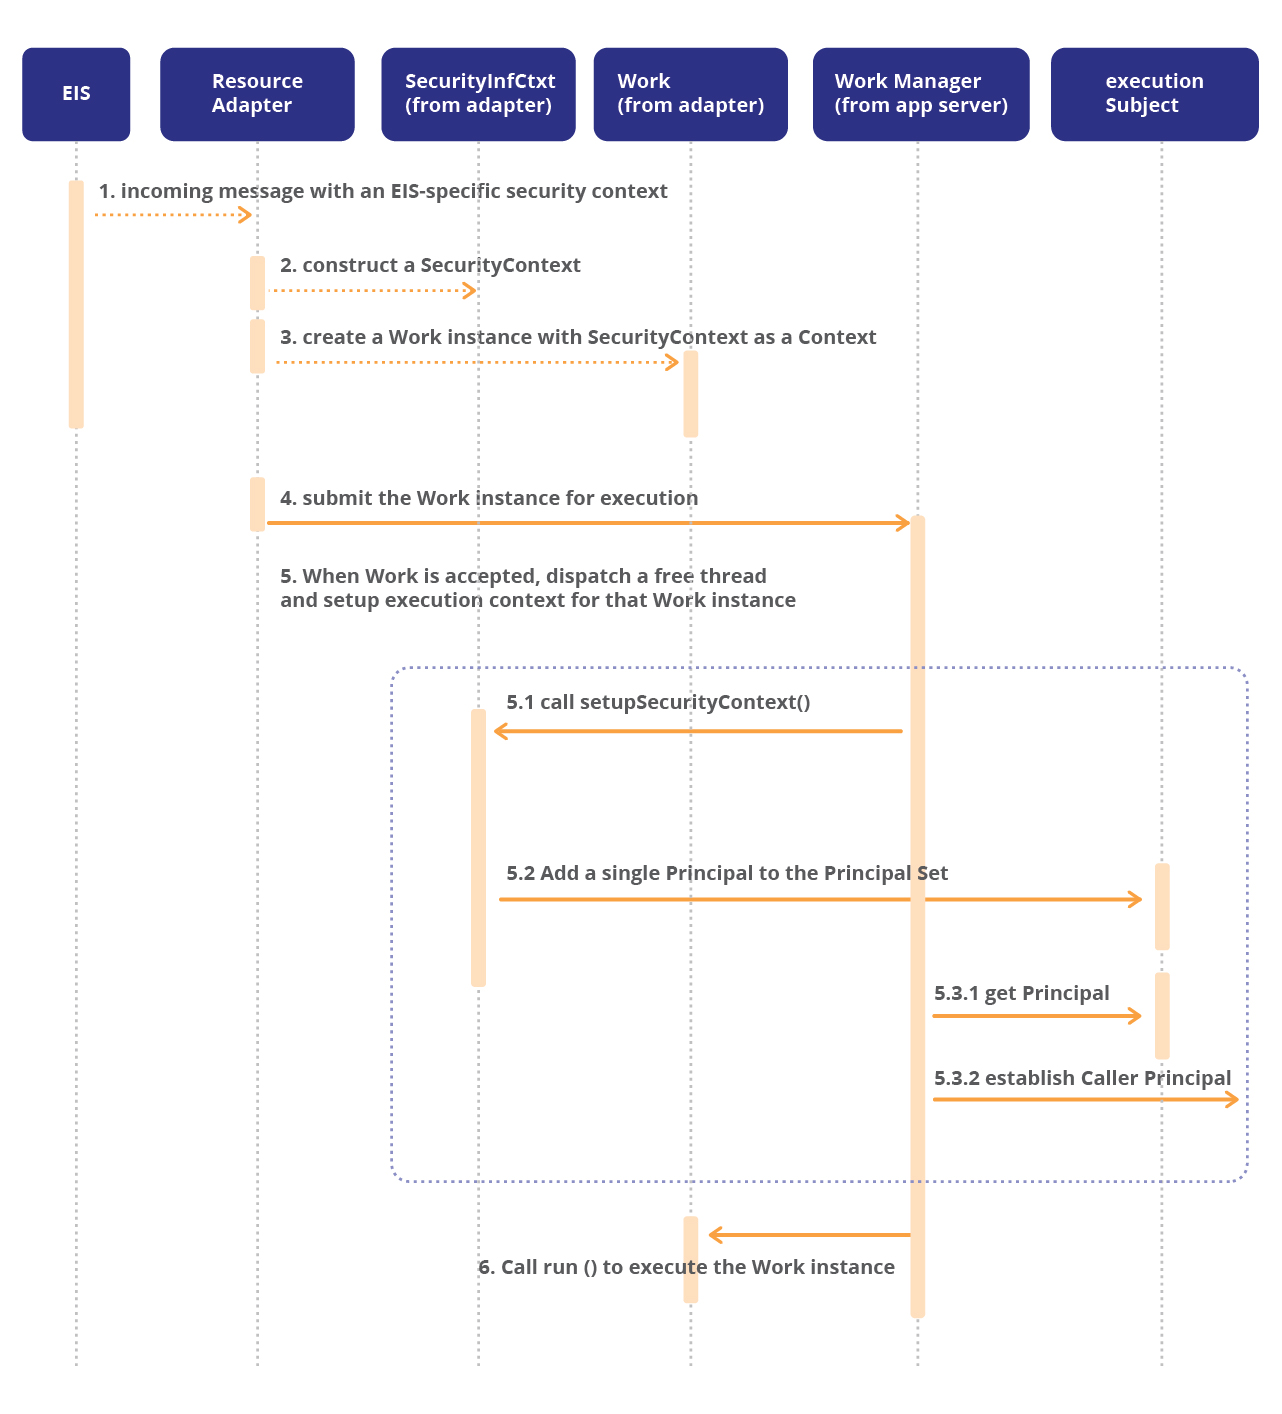 EIS
Resource
Adapter
SecurityInfCtxt
(from adapter)
Work
(from adapter)
Work Manager
(from app server)
execution
Subject
1. incoming message with an EIS-specific security context
2. construct a SecurityContext
3. create a Work instance with SecurityContext as a Context
4. submit the Work instance for execution
5. When Work is accepted, dispatch a free thread
and setup execution context for that Work instance
5.1 call setupSecurityContext()
5.2 Add a single Principal to the Principal Set
5.3.1 get Principal
5.3.2 establish Caller Principal
6. Call run () to execute the Work instance